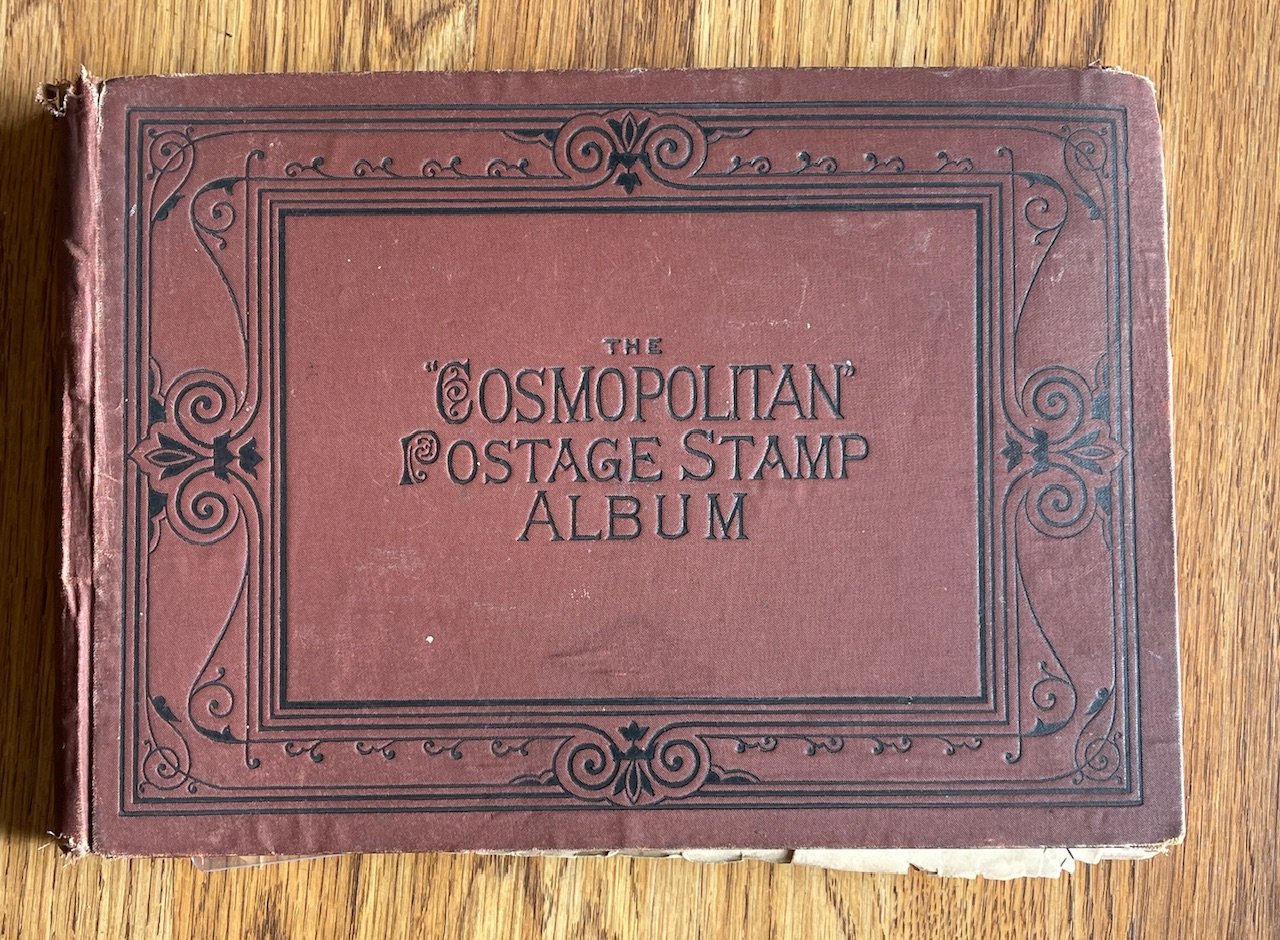 THE
"COSMOPOLITAN"
POSTAGE STAMP
ALBUM